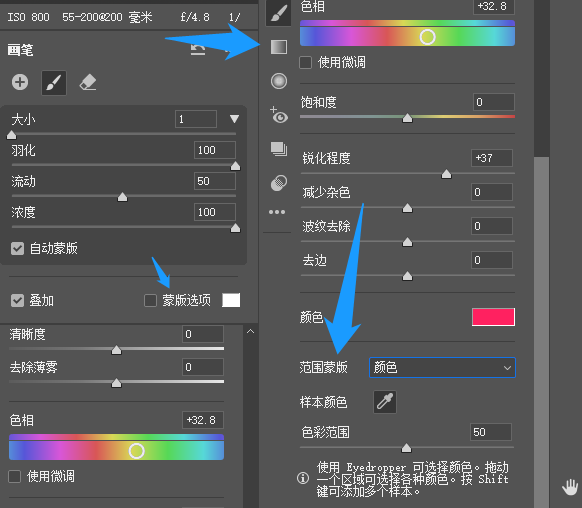 ISO 800 55-200@200 毫米 f/4.8 1/
画笔
大小 1
羽化 100
流动 50
浓度 100
自动蒙版
叠加 蒙版选项
清晰度 0
去除薄雾 0
色相 +32.8
使用微调
色相 +32.8
使用微调
饱和度 0
锐化程度 +37
减少杂色 0
波纹去除 0
去边 0
颜色
范围蒙版 颜色
样本颜色
色彩范围 50
使用 Eyedropper 可选择颜色。拖动
一个区域可选择各种颜色。按 Shift
键可添加多个样本。